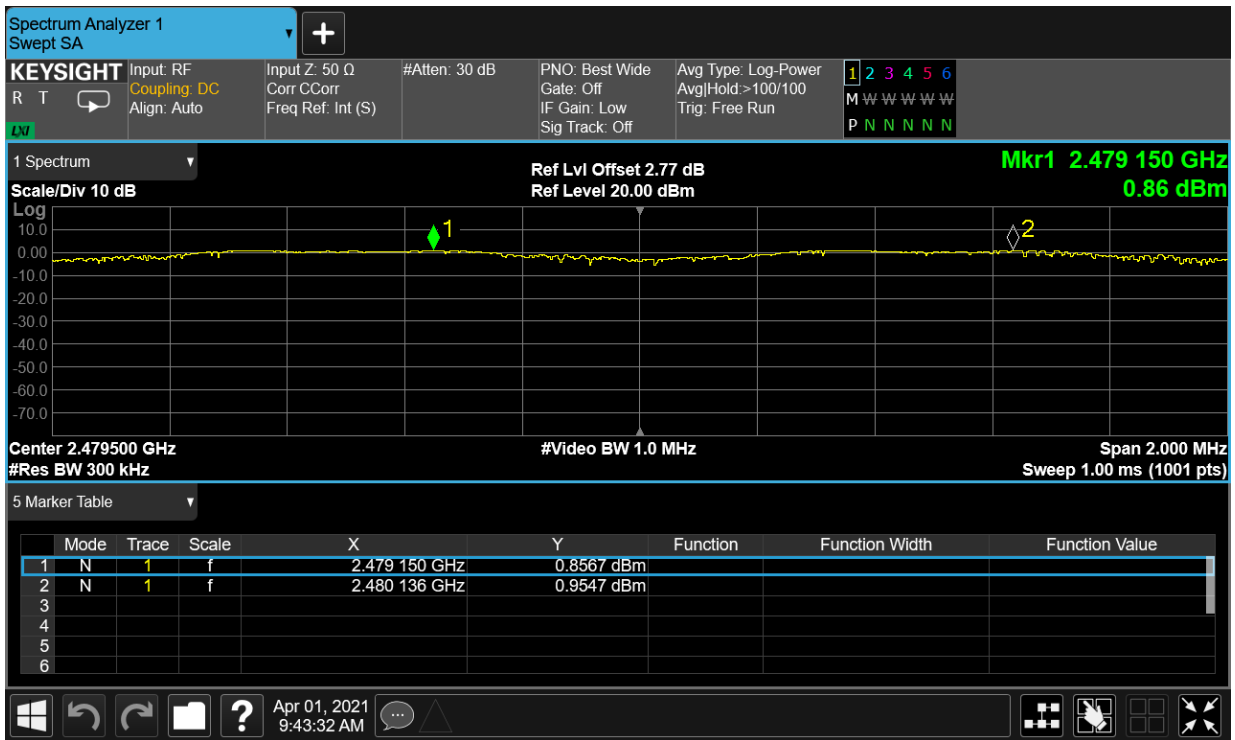 Spectrum Analyzer 1
Swept SA
+
KEYSIGHT
R T
LXI
Input: RF
Coupling: DC
Align: Auto
Input Z: 50 Ω
Corr CCorr
Freq Ref: Int (S)
#Atten: 30 dB
PNO: Best Wide
Gate: Off
IF Gain: Low
Sig Track: Off
Avg Type: Log-Power
Avg|Hold:>100/100
Trig: Free Run
1 2 3 4 5 6
M W W W W W
P N N N N N
1 Spectrum
Scale/Div 10 dB
Ref Lvl Offset 2.77 dB
Ref Level 20.00 dBm
Mkr1 2.479 150 GHz
0.86 dBm
Log
10.0
0.00
-10.0
-20.0
-30.0
-40.0
-50.0
-60.0
-70.0
1
2
Center 2.479500 GHz
#Res BW 300 kHz
#Video BW 1.0 MHz
Span 2.000 MHz
Sweep 1.00 ms (1001 pts)
5 Marker Table
Mode Trace Scale X Y Function Function Width Function Value
1 N 1 f 2.479 150 GHz 0.8567 dBm
2 N 1 f 2.480 136 GHz 0.9547 dBm
3
4
5
6
?
Apr 01, 2021
9:43:32 AM